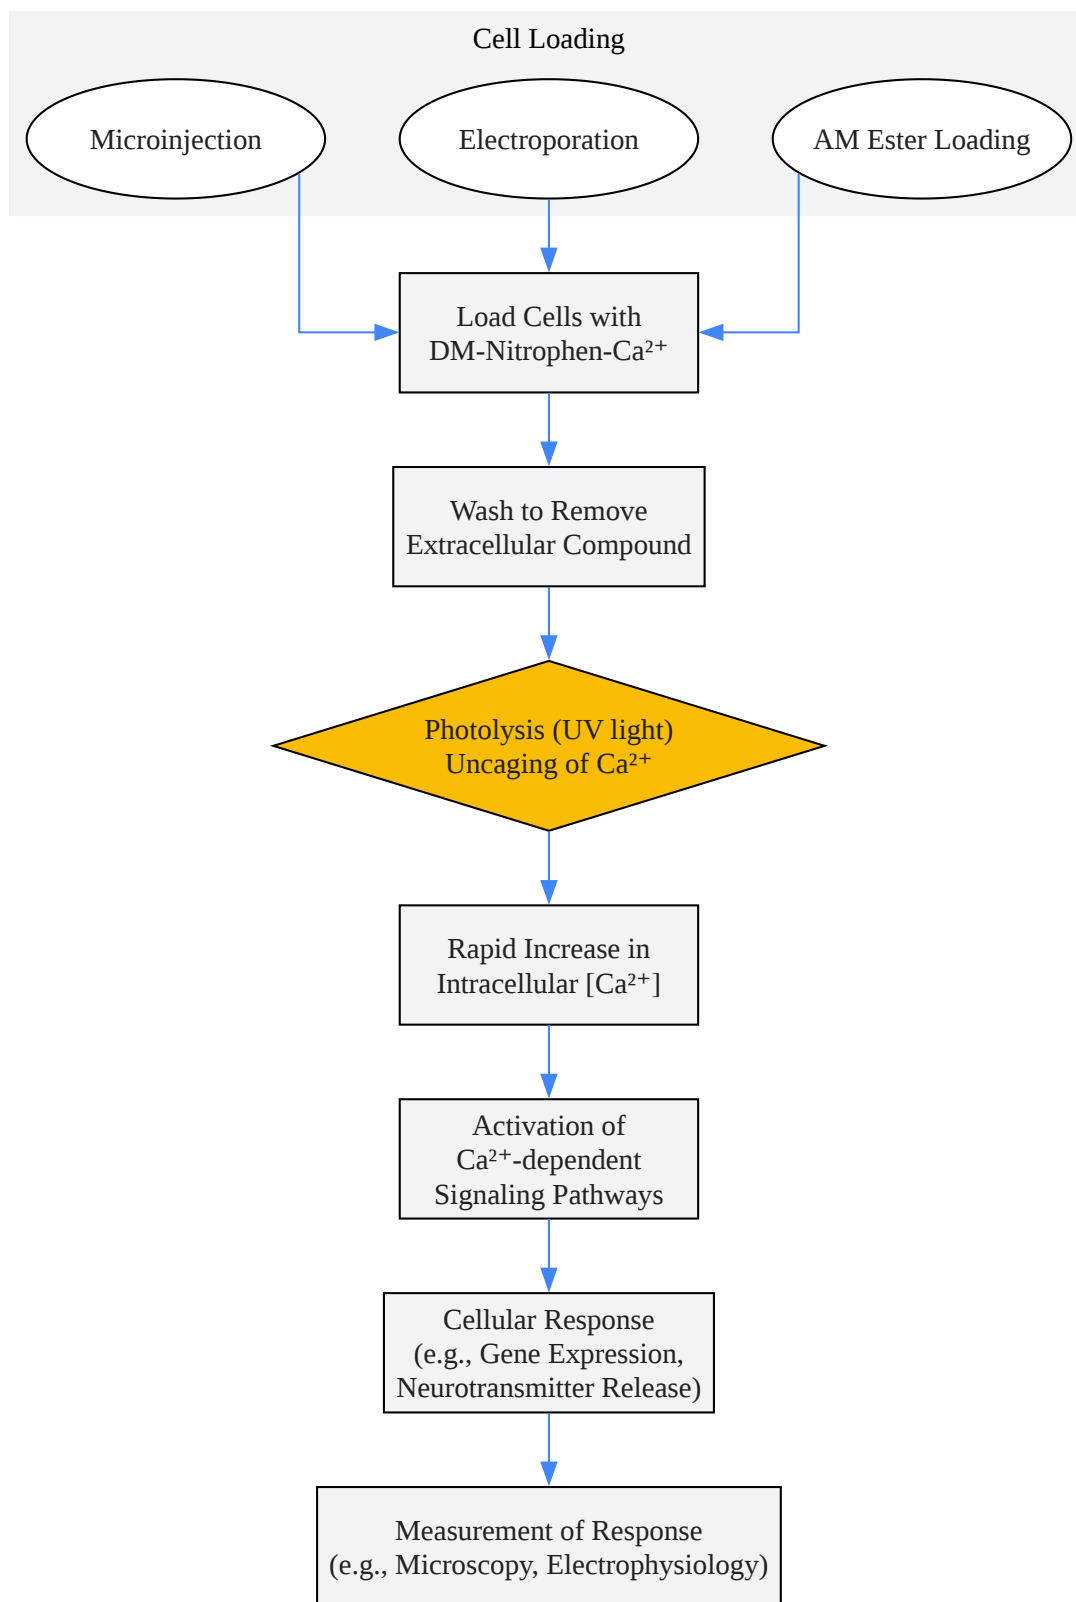 Cell Loading
Microinjection
Electroporation
AM Ester Loading
Load Cells with
DM-Nitrophen-Ca²⁺
Wash to Remove
Extracellular Compound
Photolysis (UV light)
Uncaging of Ca²⁺
Rapid Increase in
Intracellular [Ca²⁺]
Activation of
Ca²⁺-dependent
Signaling Pathways
Cellular Response
(e.g., Gene Expression,
Neurotransmitter Release)
Measurement of Response
(e.g., Microscopy, Electrophysiology)